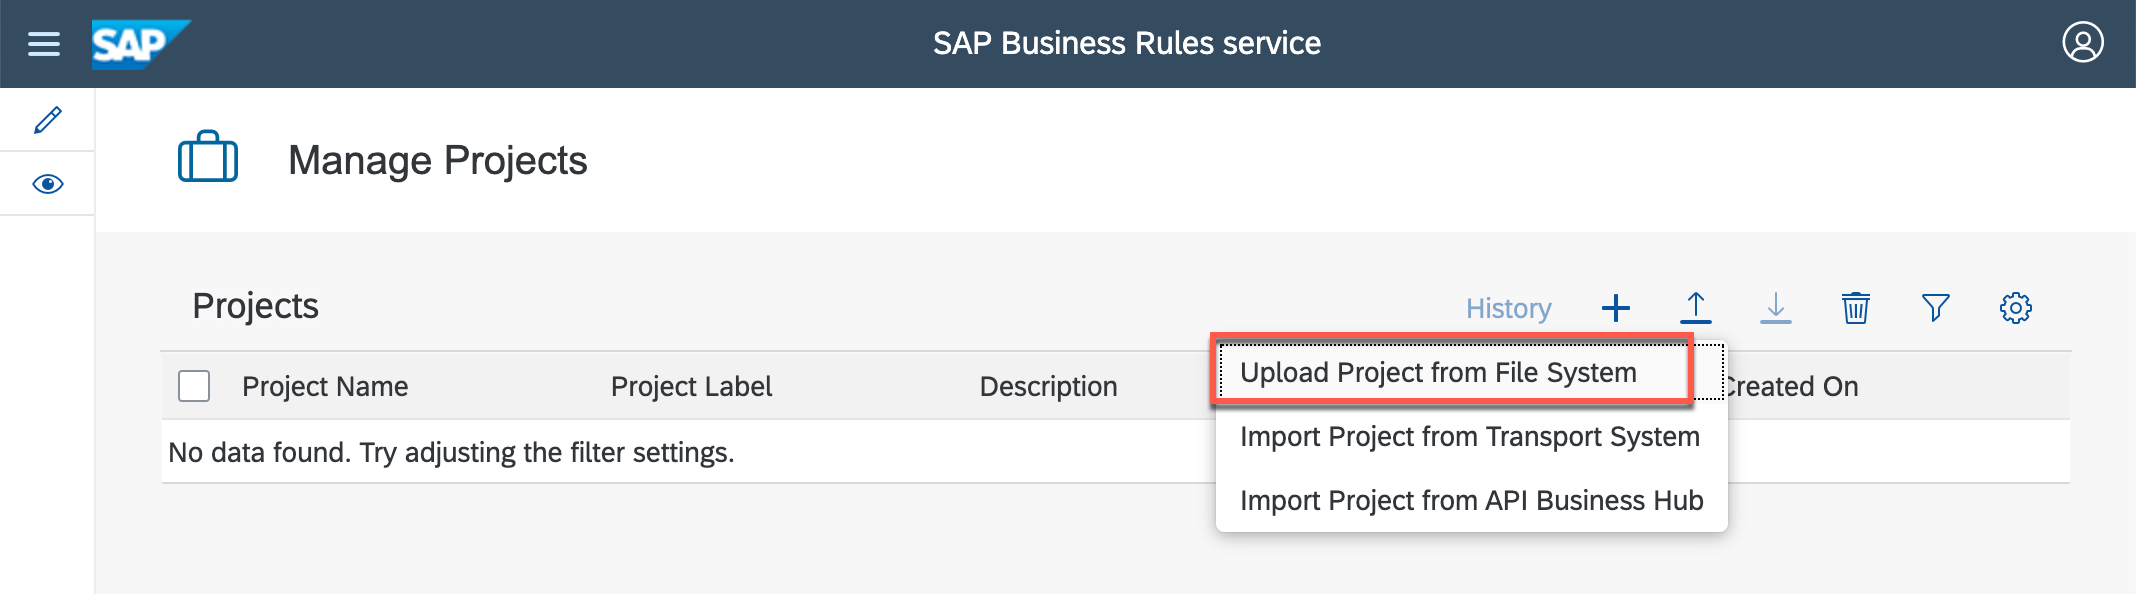 SAP
SAP Business Rules service
Manage Projects
Projects
History
Project Name
Project Label
Description
Created On
Upload Project from File System
Import Project from Transport System
Import Project from API Business Hub
No data found. Try adjusting the filter settings.